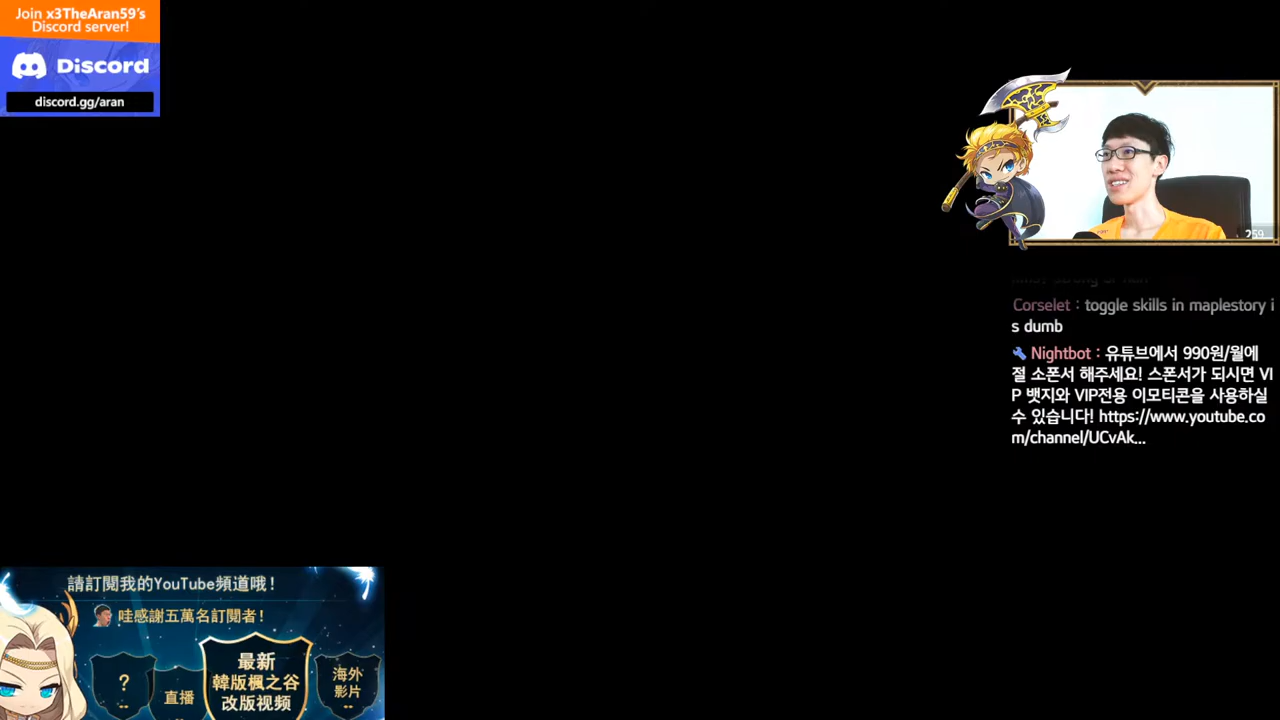 Join x3TheAran59's
Discord server!
Discord
discord.gg/aran
259
Corselet : toggle skills in maplestory i
s dumb
Nightbot : 유튜브에서 990원/월에
절 소폰서 해주세요! 스폰서가 되시면 VI
P 뱃지와 VIP전용 이모티콘을 사용하실
수 있습니다! https://www.youtube.co
m/channel/UCvAk...
請訂閱我的YouTube頻道哦!
哇感謝五萬名訂閱者!
?
--
直播
最新
韓版楓之谷
改版视频
海外
影片
--